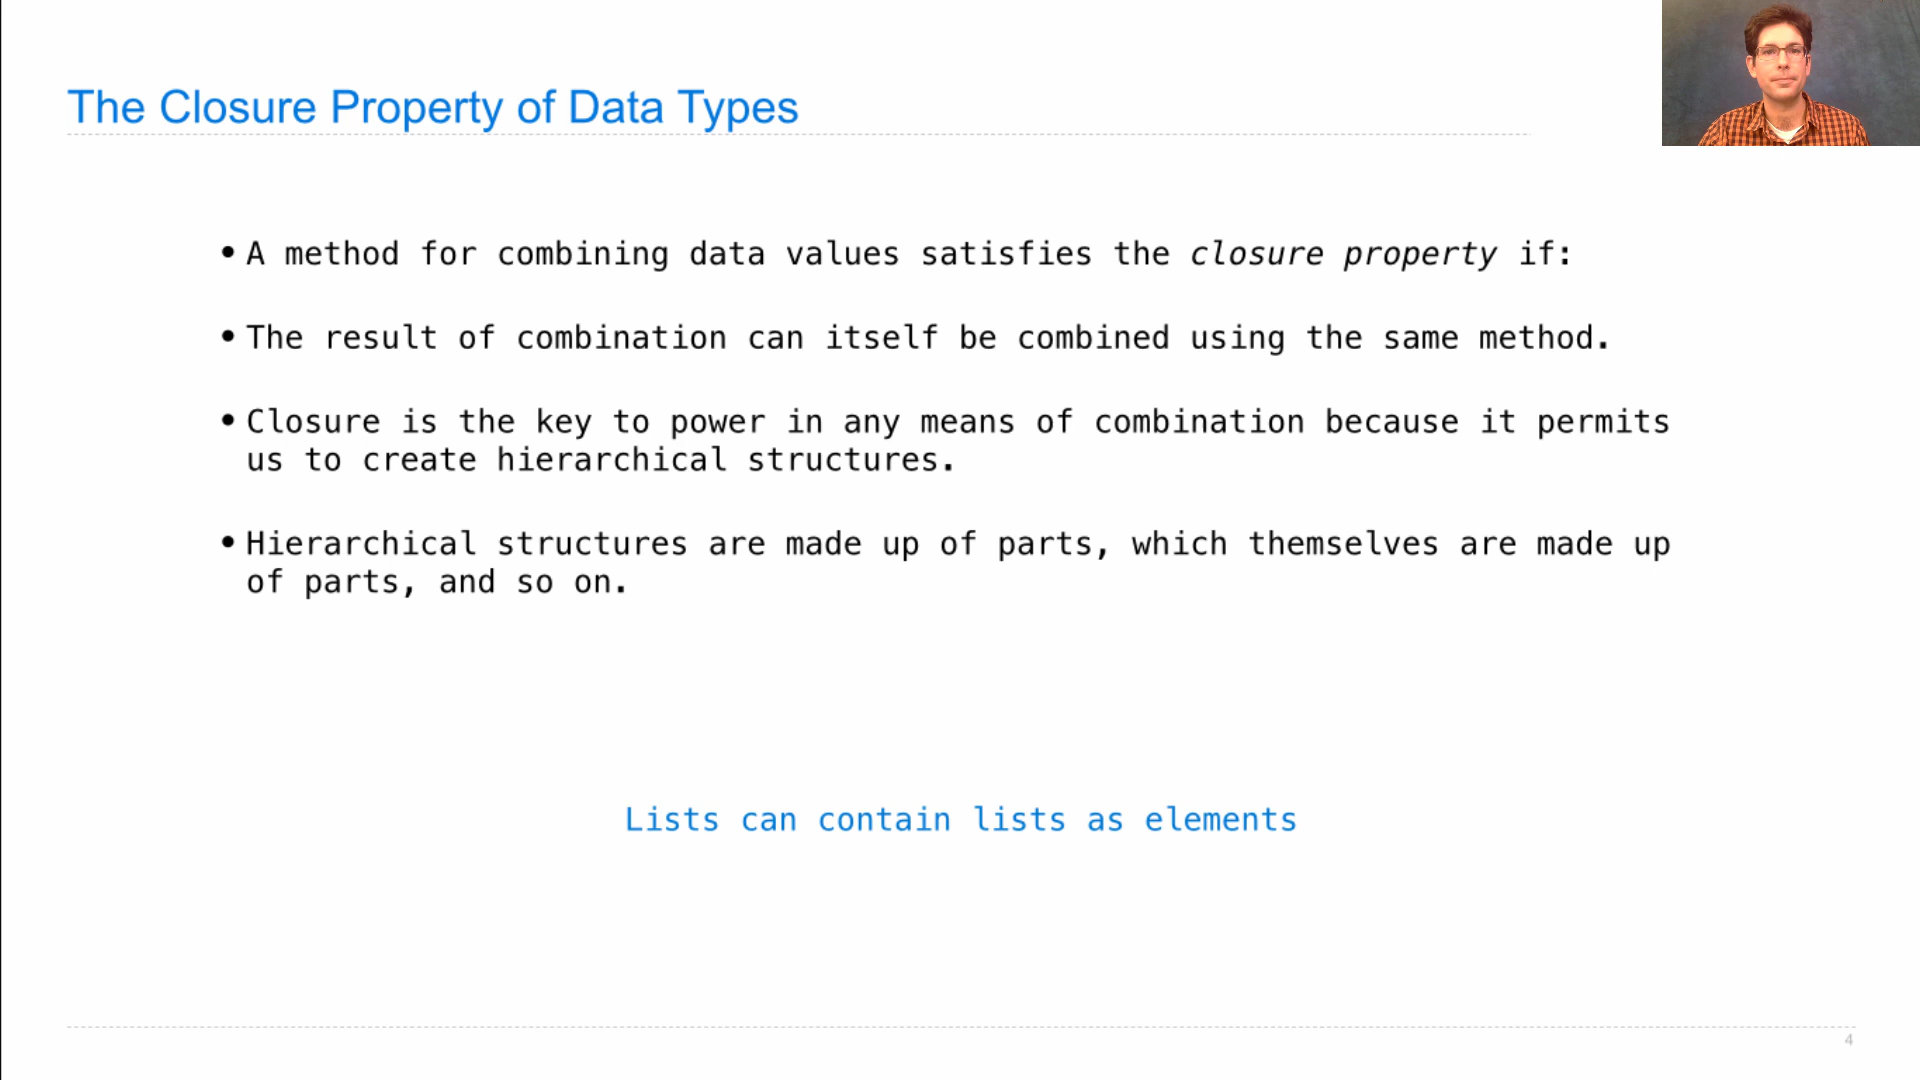 The Closure Property of Data Types
• A method for combining data values satisfies the closure property if:
• The result of combination can itself be combined using the same method.
• Closure is the key to power in any means of combination because it permits
us to create hierarchical structures.
• Hierarchical structures are made up of parts, which themselves are made up
of parts, and so on.
Lists can contain lists as elements
4